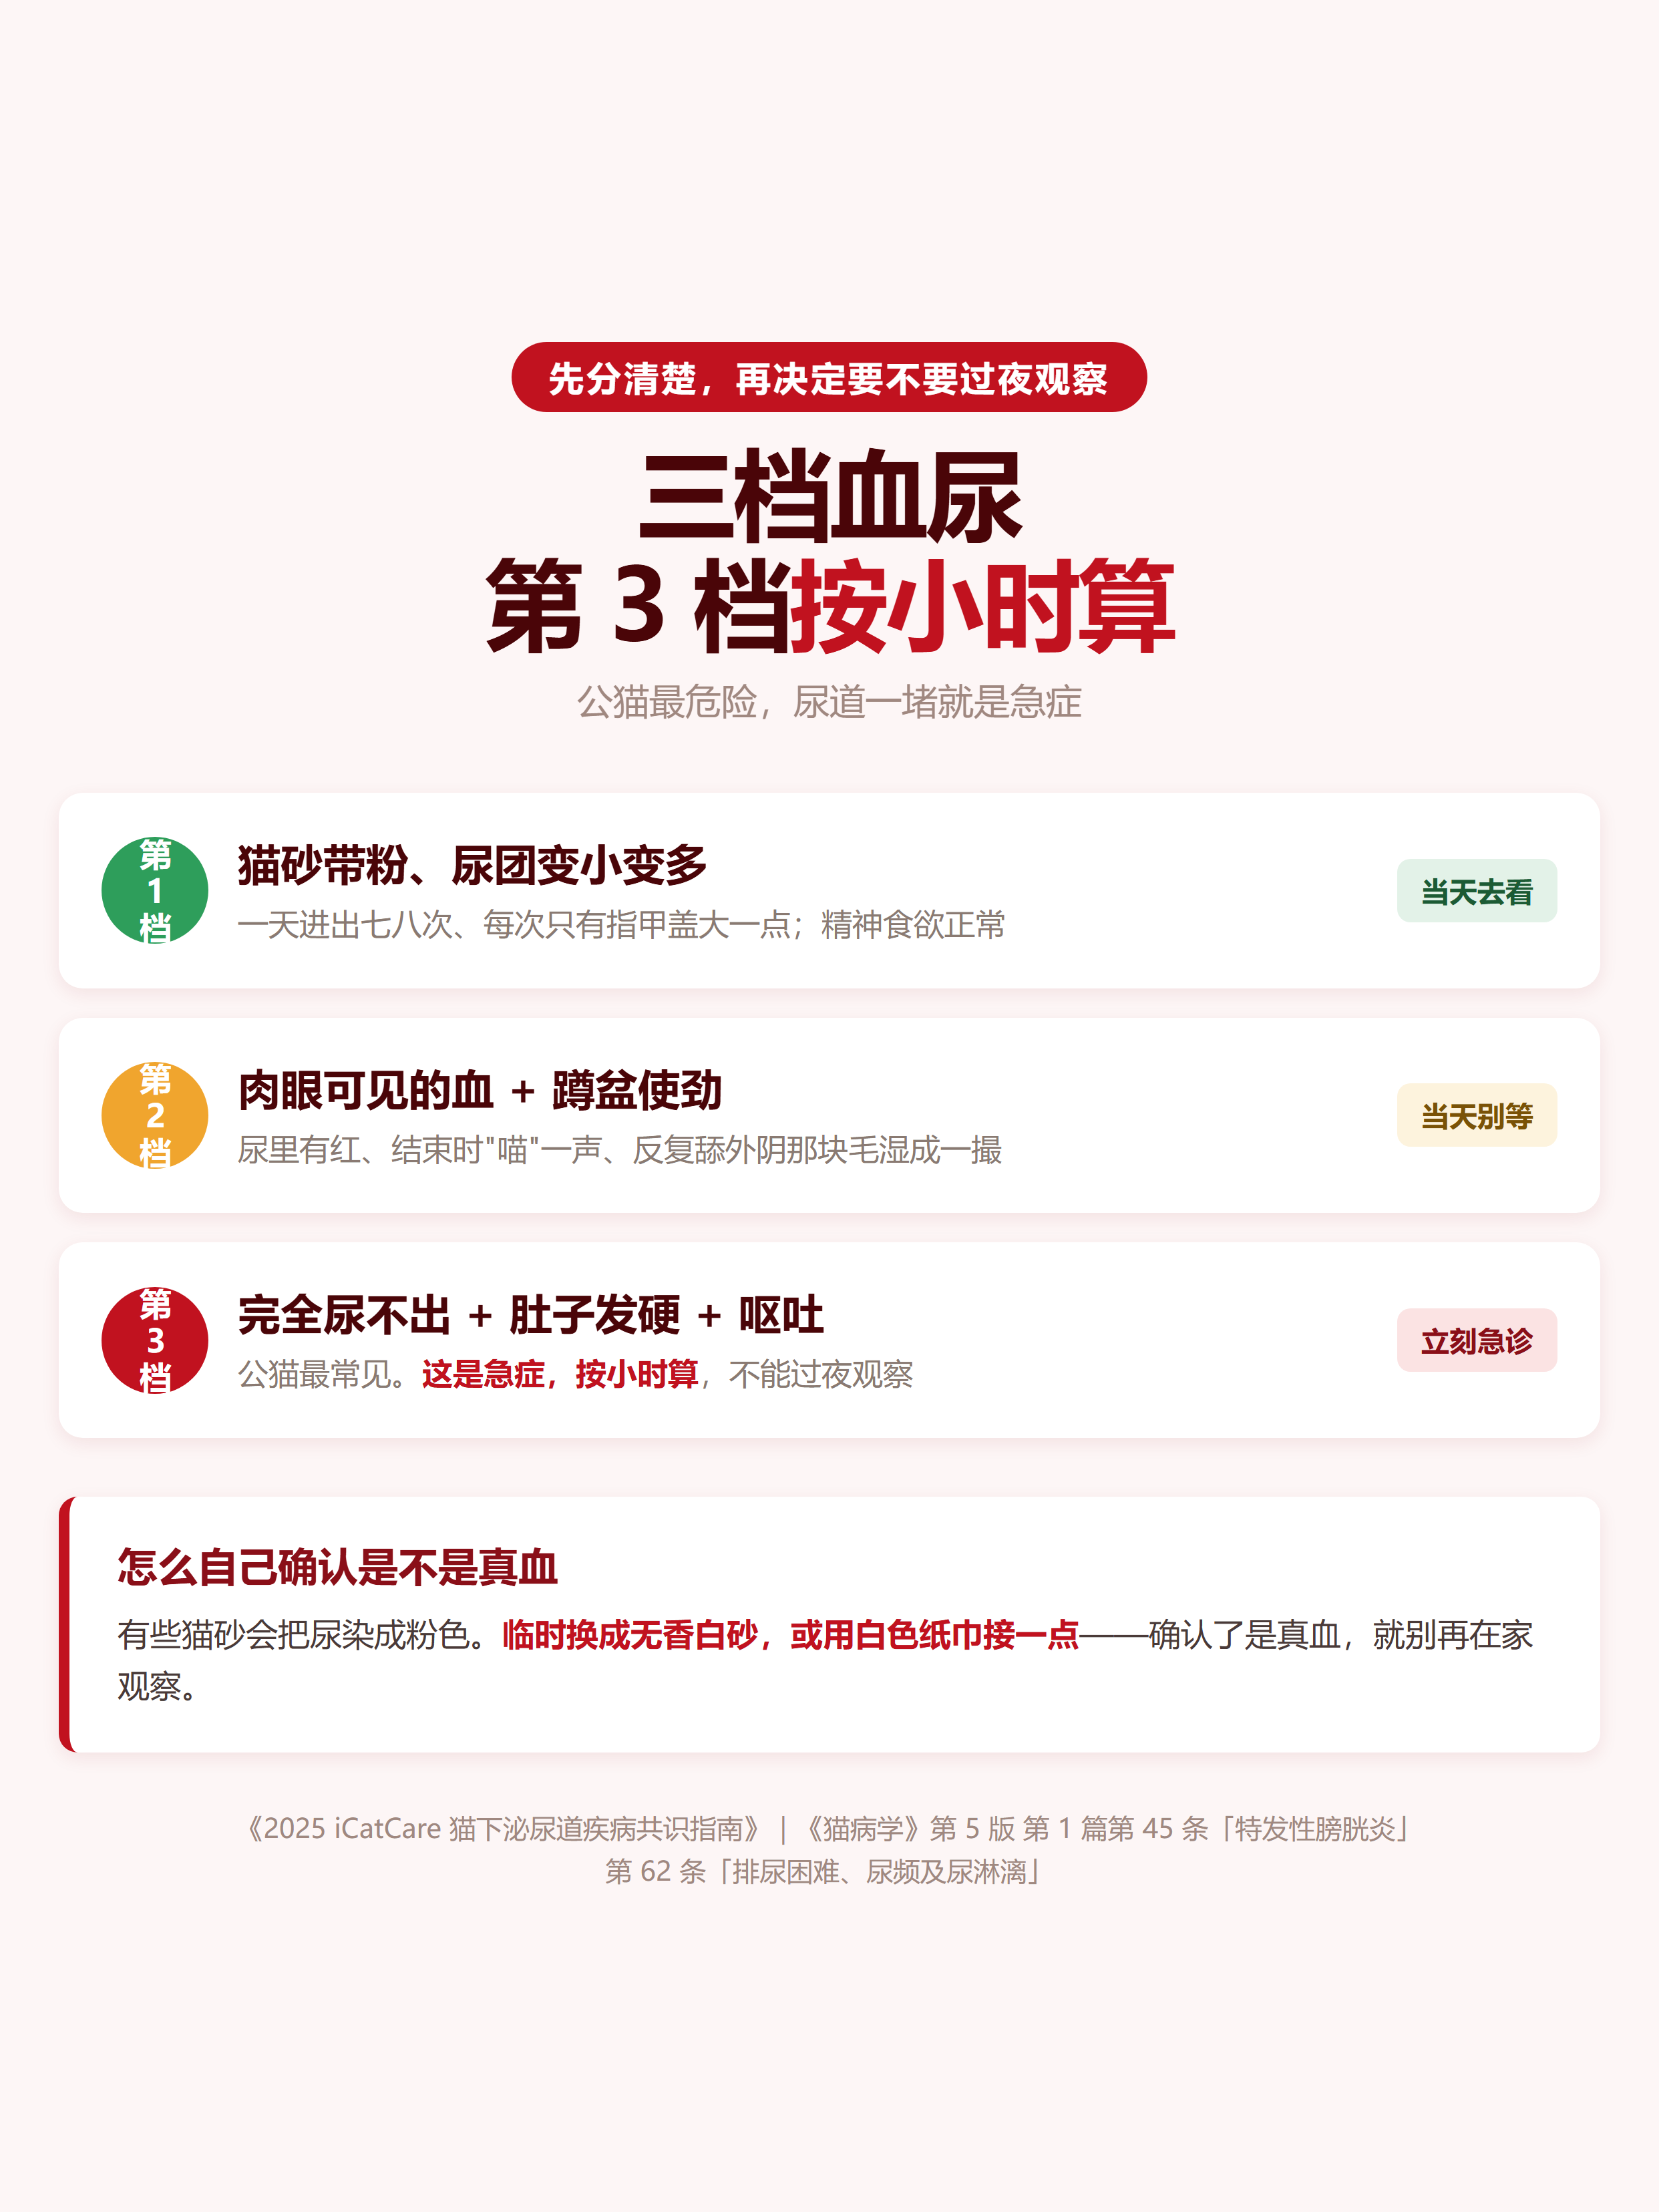 先分清楚，再决定要不要过夜观察
三档血尿
第 3 档按小时算
公猫最危险，尿道一堵就是急症
第
1
档
猫砂带粉、尿团变小变多
一天进出七八次、每次只有指甲盖大一点；精神食欲正常
当天去看
第
2
档
肉眼可见的血 + 蹲盆使劲
尿里有红、结束时"喵"一声、反复舔外阴那块毛湿成一撮
当天别等
第
3
档
完全尿不出 + 肚子发硬 + 呕吐
公猫最常见。这是急症，按小时算，不能过夜观察
立刻急诊
怎么自己确认是不是真血
有些猫砂会把尿染成粉色。临时换成无香白砂，或用白色纸巾接一点——确认了是真血，就别再在家
观察。
《2025 iCatCare 猫下泌尿道疾病共识指南》｜《猫病学》第 5 版 第 1 篇第 45 条「特发性膀胱炎」
第 62 条「排尿困难、尿频及尿淋漓」